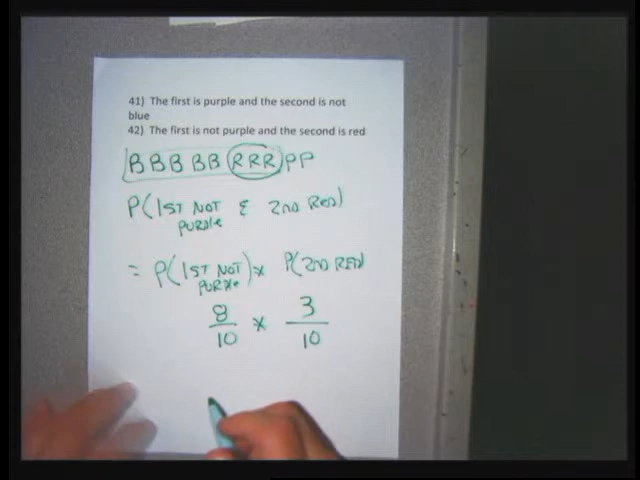 41) The first is purple and the second is not
blue
42) The first is not purple and the second is red
B B B B B R R R P P
P(1ST NOT & 2ND RED)
PURPLE
= P(1ST NOT) x P(2ND RED)
PURPLE
8/10 x 3/10